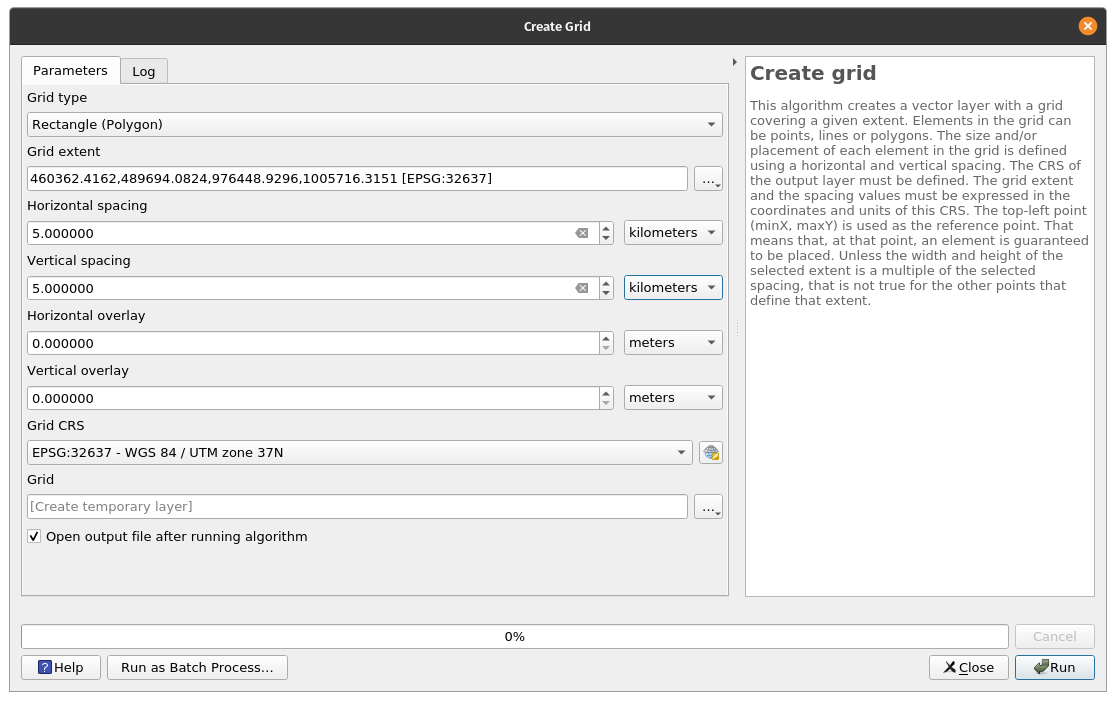 Create Grid
Parameters
Log
Grid type
Rectangle (Polygon)
Grid extent
460362.4162,489694.0824,976448.9296,1005716.3151 [EPSG:32637]
...
Horizontal spacing
5.000000
kilometers
Vertical spacing
5.000000
kilometers
Horizontal overlay
0.000000
meters
Vertical overlay
0.000000
meters
Grid CRS
EPSG:32637 - WGS 84 / UTM zone 37N
Grid
[Create temporary layer]
...
Open output file after running algorithm
Create grid
This algorithm creates a vector layer with a grid
covering a given extent. Elements in the grid can
be points, lines or polygons. The size and/or
placement of each element in the grid is defined
using a horizontal and vertical spacing. The CRS of
the output layer must be defined. The grid extent
and the spacing values must be expressed in the
coordinates and units of this CRS. The top-left point
(minX, maxY) is used as the reference point. That
means that, at that point, an element is guaranteed
to be placed. Unless the width and height of the
selected extent is a multiple of the selected
spacing, that is not true for the other points that
define that extent.
0%
Cancel
?
Help
Run as Batch Process...
Close
Run